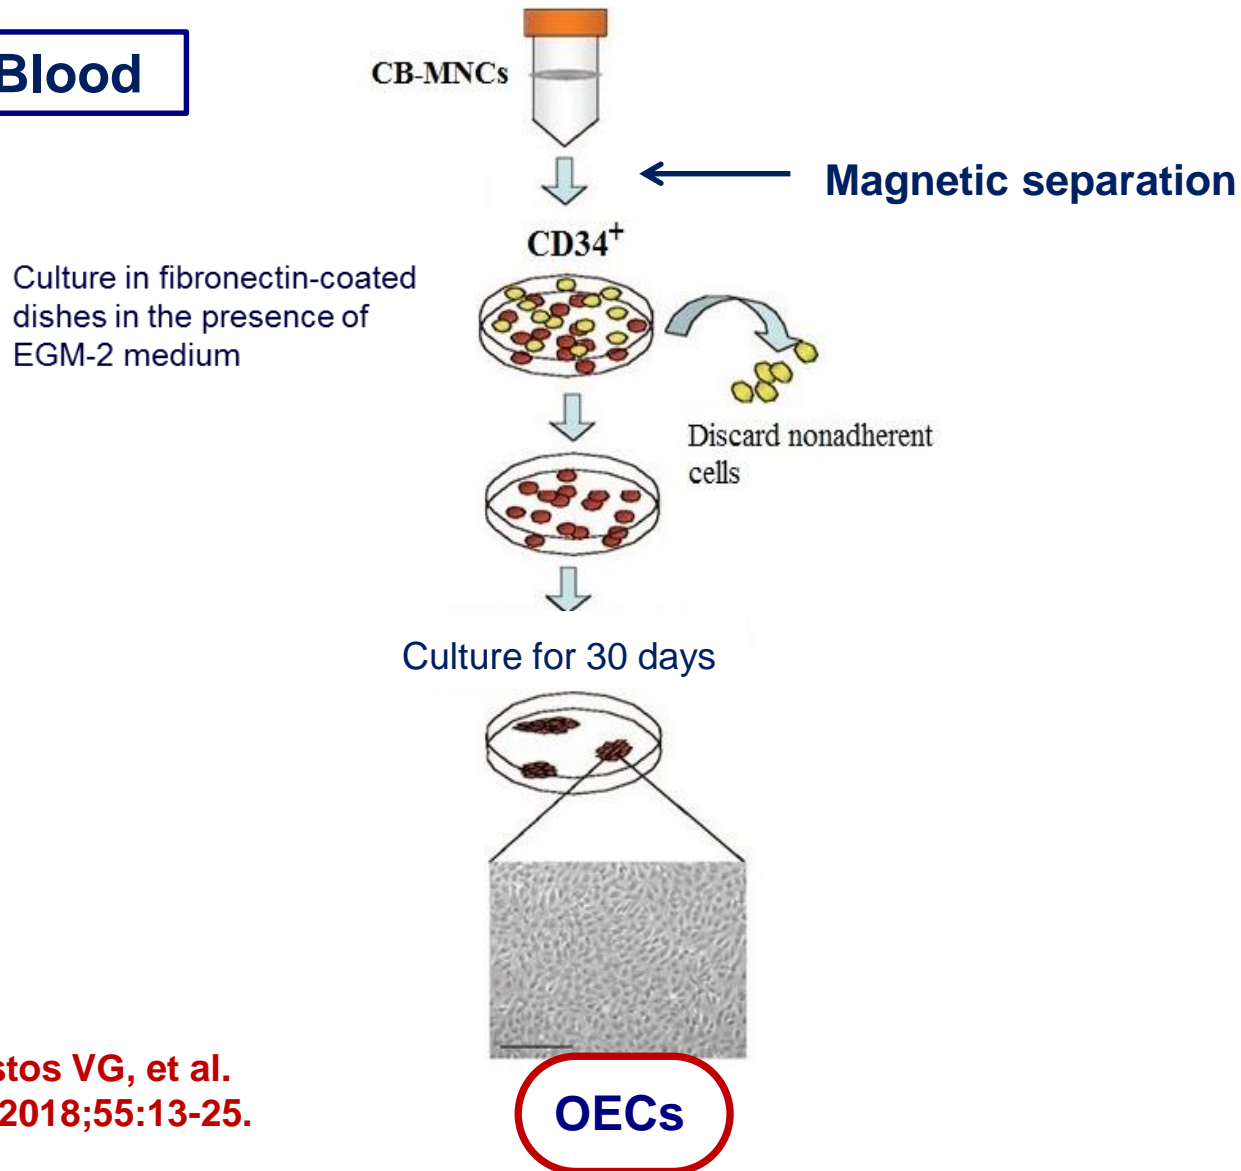 Blood
CB-MNCs
Magnetic separation
CD34+
Culture in fibronectin-coated
dishes in the presence of
EGM-2 medium
Discard nonadherent
cells
Culture for 30 days
stos VG, et al.
2018;55:13-25.
OECs